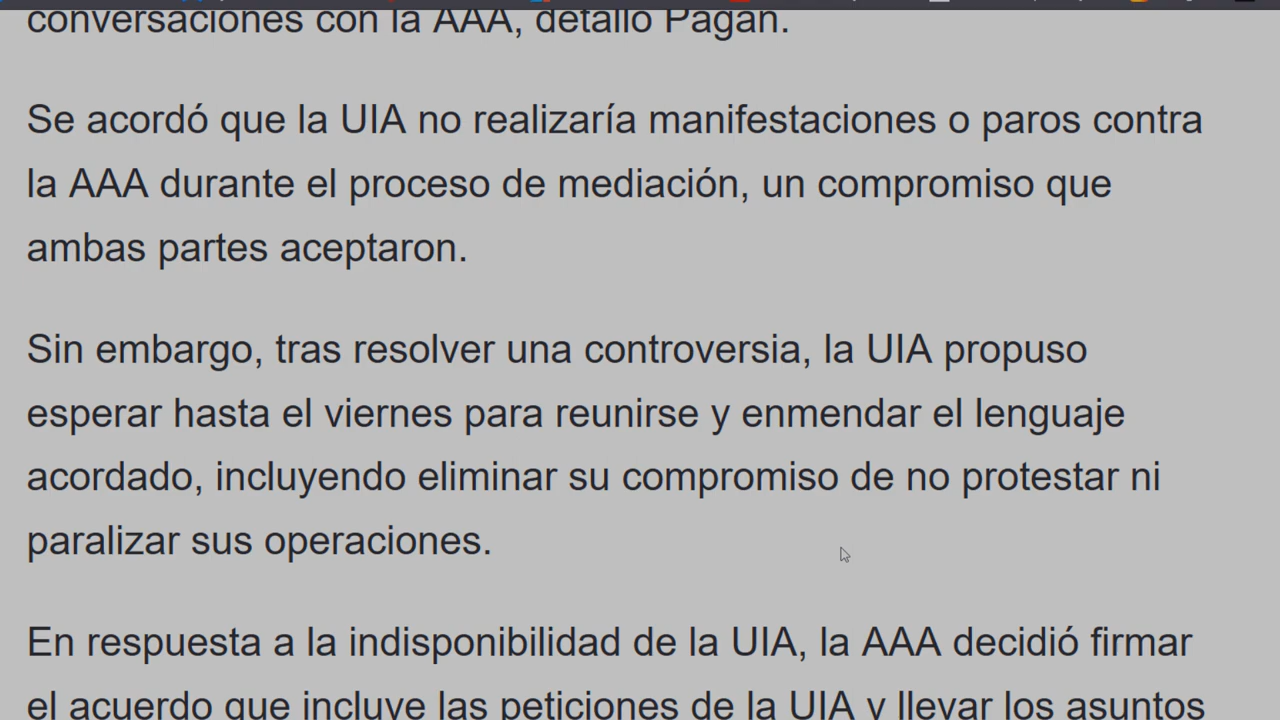 conversaciones con la AAA, detalló Pagán.
Se acordó que la UIA no realizaría manifestaciones o paros contra
la AAA durante el proceso de mediación, un compromiso que
ambas partes aceptaron.
Sin embargo, tras resolver una controversia, la UIA propuso
esperar hasta el viernes para reunirse y enmendar el lenguaje
acordado, incluyendo eliminar su compromiso de no protestar ni
paralizar sus operaciones.
En respuesta a la indisponibilidad de la UIA, la AAA decidió firmar
el acuerdo que incluye las peticiones de la UIA y llevar los asuntos